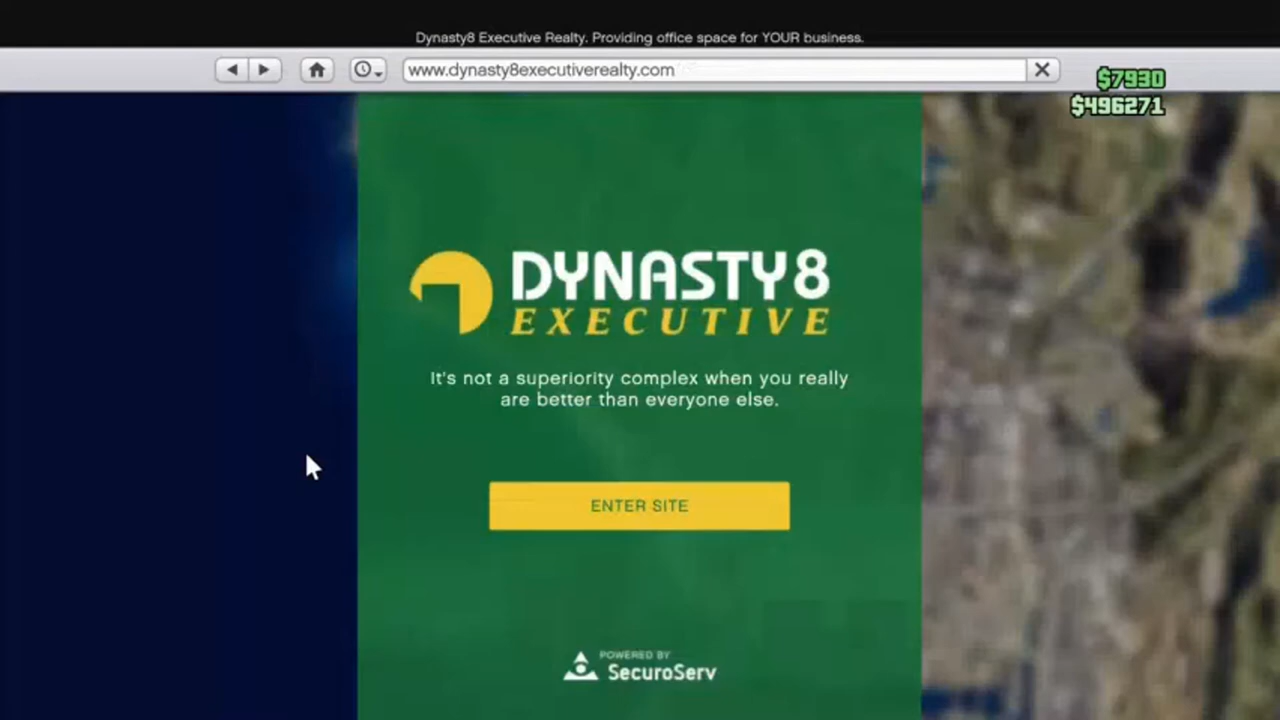 Dynasty8 Executive Realty. Providing office space for YOUR business.
www.dynasty8executiverealty.com
$7930
$496271
DYNASTY8
EXECUTIVE
It's not a superiority complex when you really
are better than everyone else.
ENTER SITE
POWERED BY
SecuroServ